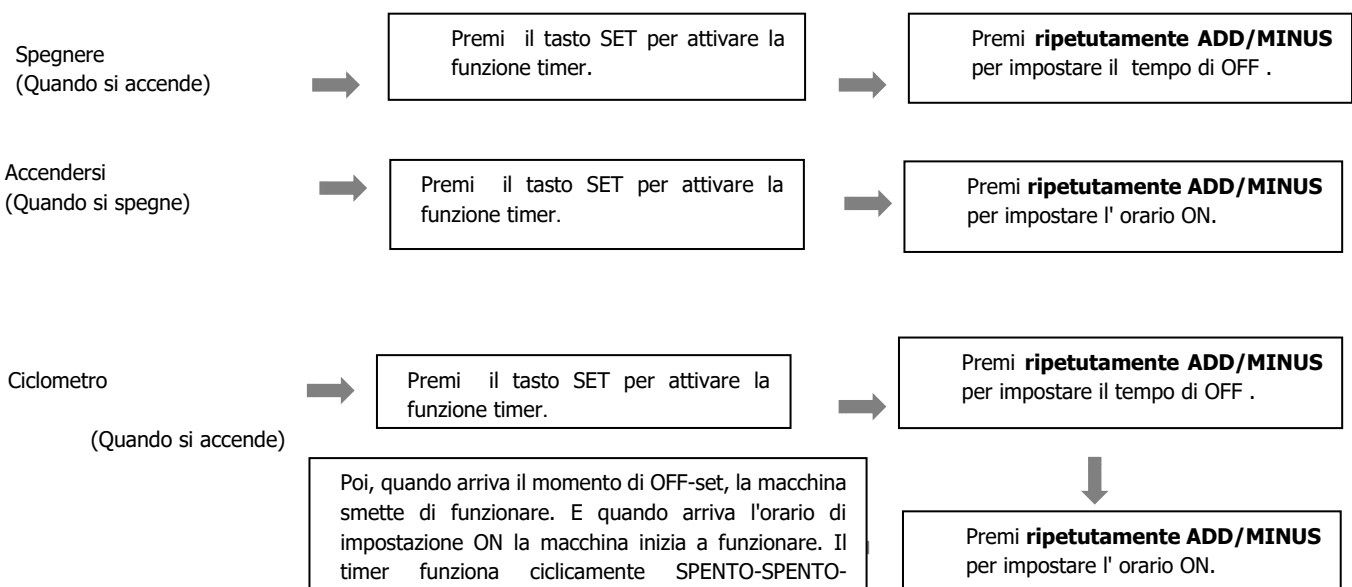 Spegnere
(Quando si accende)
Premi il tasto SET per attivare la
funzione timer.
Premi ripetutamente ADD/MINUS
per impostare il tempo di OFF .
Accendersi
(Quando si spegne)
Premi il tasto SET per attivare la
funzione timer.
Premi ripetutamente ADD/MINUS
per impostare l' orario ON.
Ciclometro
(Quando si accende)
Premi il tasto SET per attivare la
funzione timer.
Premi ripetutamente ADD/MINUS
per impostare il tempo di OFF .
Premi ripetutamente ADD/MINUS
per impostare l' orario ON.
Poi, quando arriva il momento di OFF-set, la macchina
smette di funzionare. E quando arriva l'orario di
impostazione ON la macchina inizia a funzionare. Il
timer funziona ciclicamente SPENTO-SPENTO-